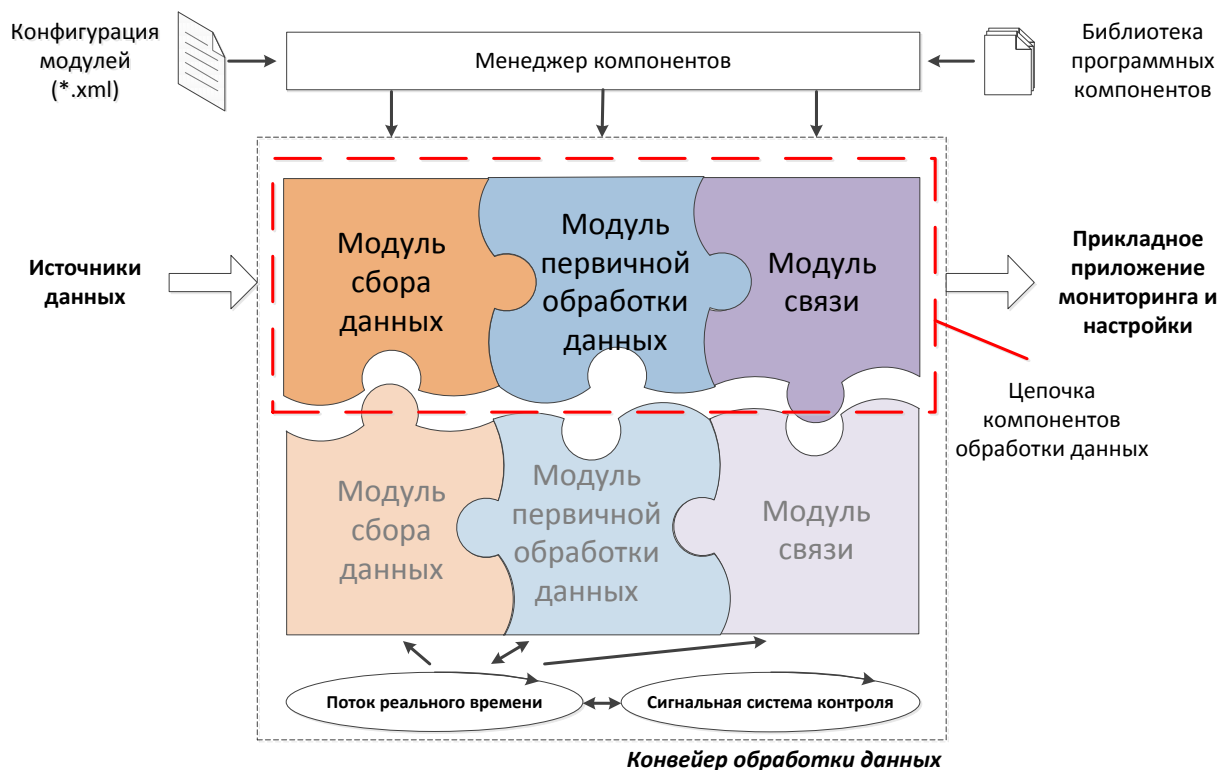 Конфигурация
модулей
(*.xml)
Менеджер компонентов
Библиотека
программных
компонентов
Источники
данных
Модуль
сбора
данных
Модуль
первичной
обработки
данных
Модуль
связи
Прикладное
приложение
мониторинга и
настройки
Цепочка
компонентов
обработки данных
Модуль
сбора
данных
Модуль
первичной
обработки
данных
Модуль
связи
Поток реального времени
Сигнальная система контроля
Конвейер обработки данных